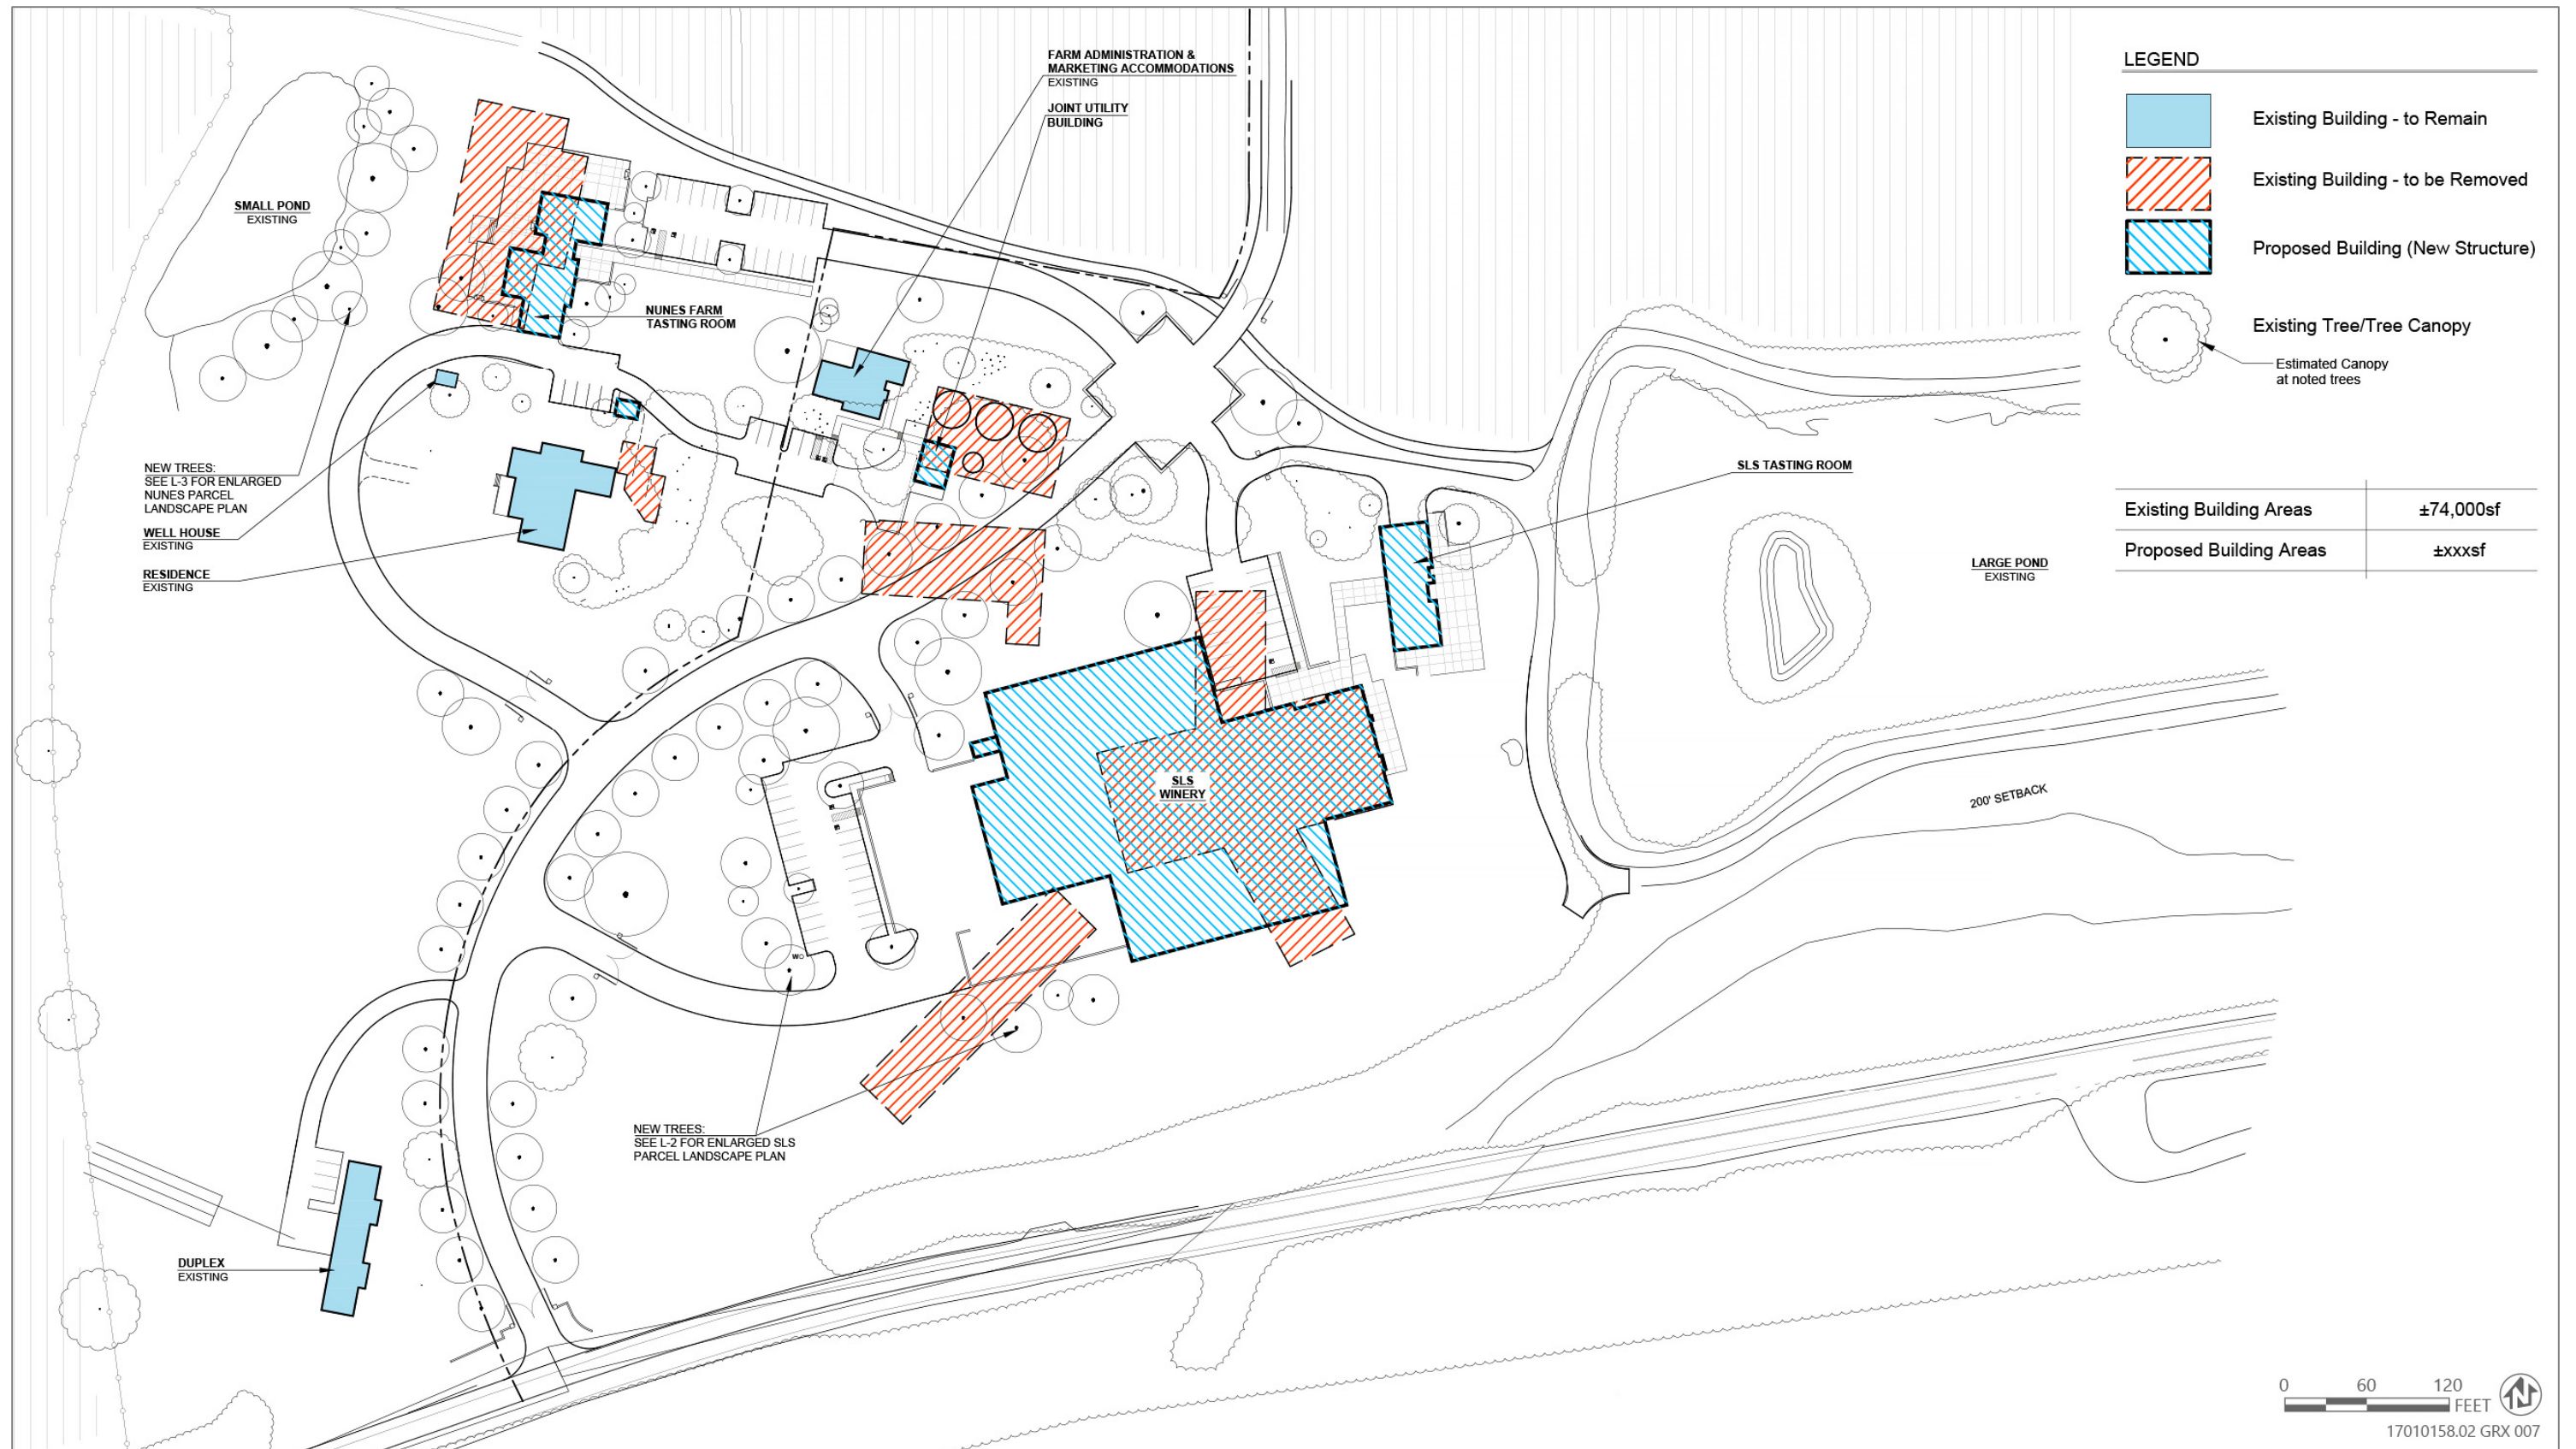 FARM ADMINISTRATION &
MARKETING ACCOMMODATIONS
EXISTING
JOINT UTILITY
BUILDING
SMALL POND
EXISTING
NUNES FARM
TASTING ROOM
NEW TREES:
SEE L-3 FOR ENLARGED
NUNES PARCEL
LANDSCAPE PLAN
WELL HOUSE
EXISTING
RESIDENCE
EXISTING
SLS TASTING ROOM
LARGE POND
EXISTING
SLS
WINERY
200' SETBACK
WO
NEW TREES:
SEE L-2 FOR ENLARGED SLS
PARCEL LANDSCAPE PLAN
DUPLEX
EXISTING
LEGEND
Existing Building - to Remain
Existing Building - to be Removed
Proposed Building (New Structure)
Existing Tree/Tree Canopy
Estimated Canopy
at noted trees
Existing Building Areas ±74,000sf
Proposed Building Areas ±xxxsf
0 60 120
FEET
N
17010158.02 GRX 007